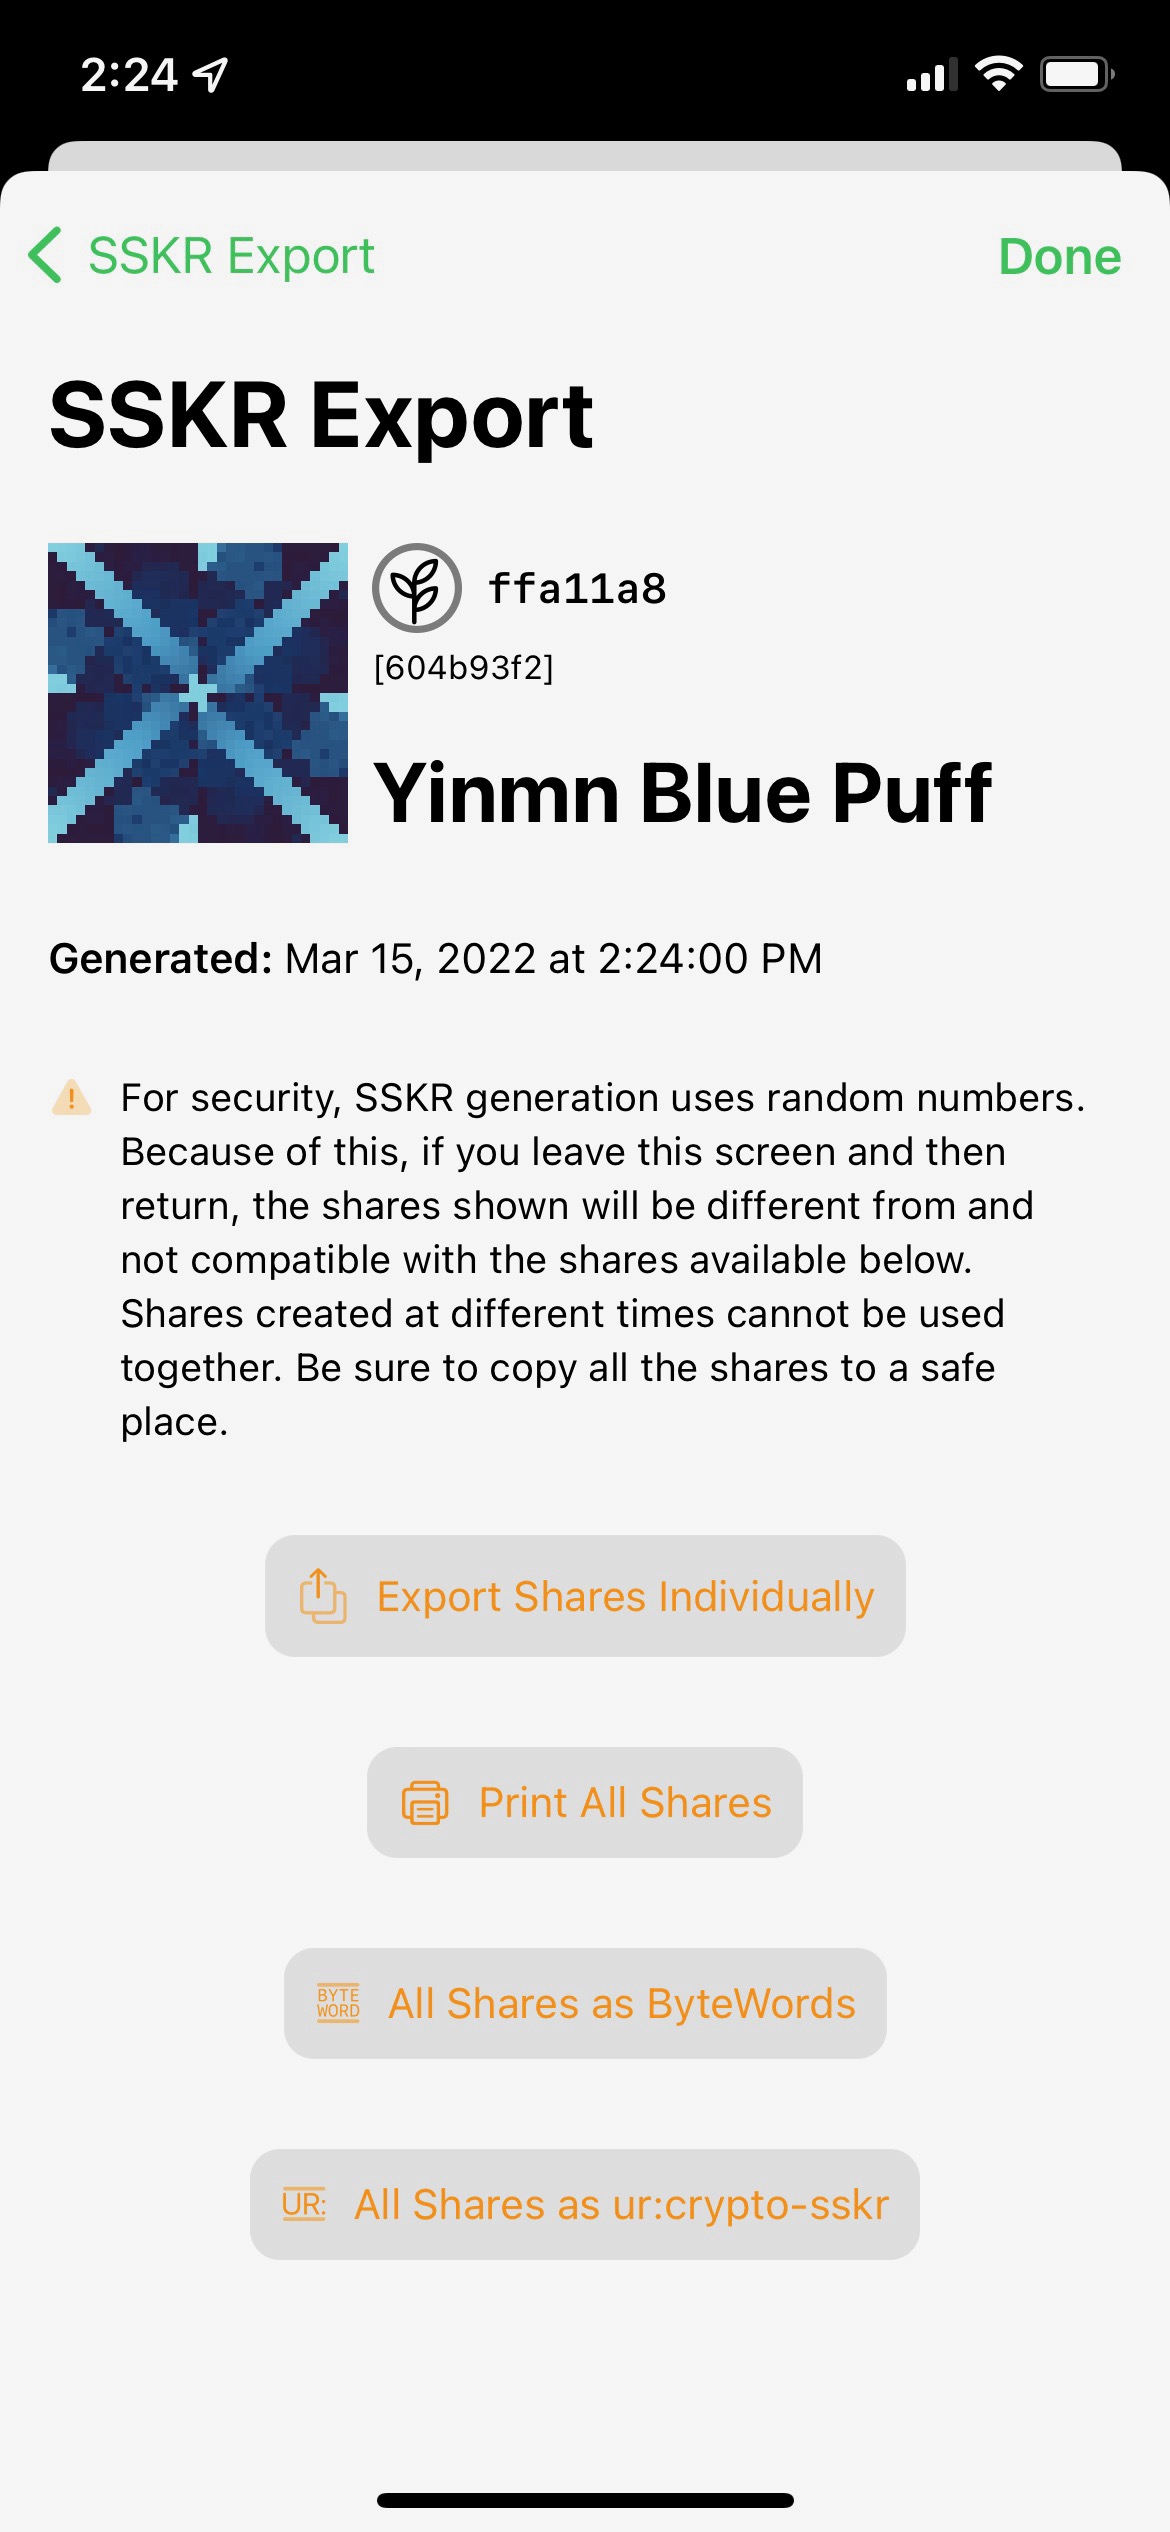 2:24
SSKR Export
Done
SSKR Export
ffa11a8
[604b93f2]
Yinmn Blue Puff
Generated: Mar 15, 2022 at 2:24:00 PM
For security, SSKR generation uses random numbers.
Because of this, if you leave this screen and then
return, the shares shown will be different from and
not compatible with the shares available below.
Shares created at different times cannot be used
together. Be sure to copy all the shares to a safe
place.
Export Shares Individually
Print All Shares
BYTE
WORD
All Shares as ByteWords
UR:
All Shares as ur:crypto-sskr